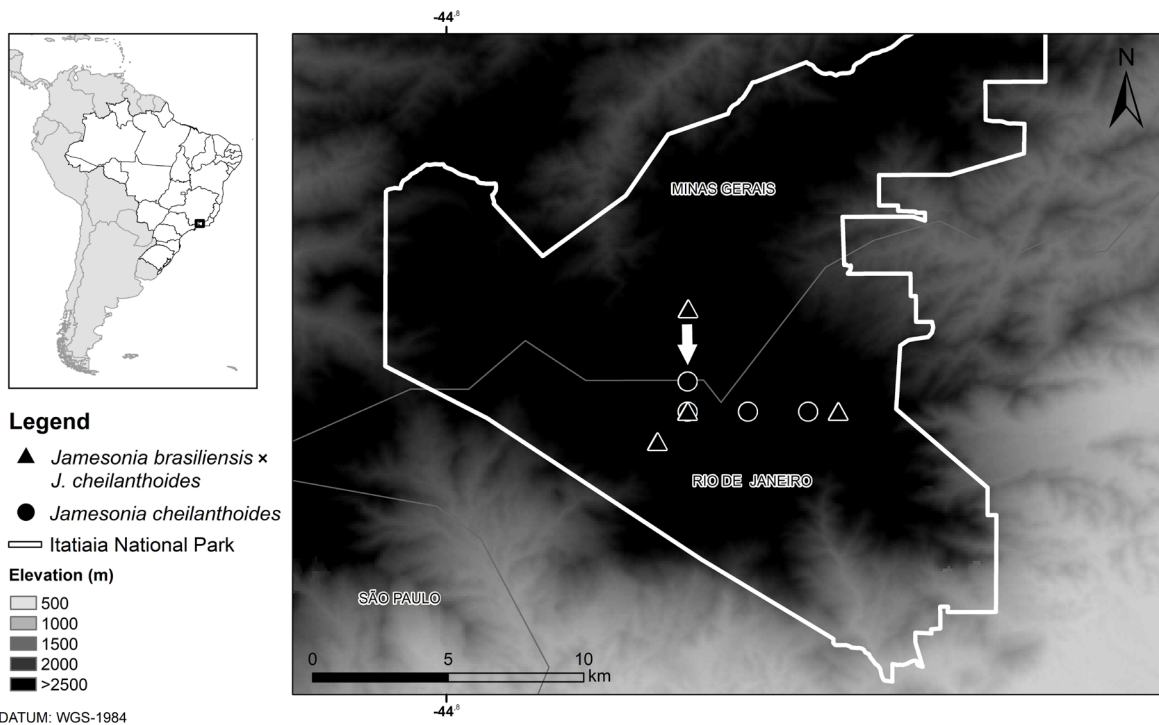 -44.8
N
MINAS GERAIS
RIO DE JANEIRO
SÃO PAULO
0 5 10
km
-44.8
Legend
Jamesonia brasiliensis ×
J. cheilanthoides
Jamesonia cheilanthoides
Itatiaia National Park
Elevation (m)
500
1000
1500
2000
>2500
DATUM: WGS-1984